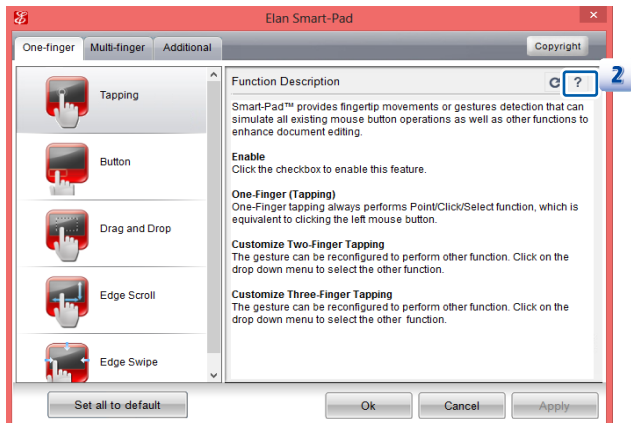 Elan Smart-Pad
One-finger Multi-finger Additional Copyright
Tapping
Button
Drag and Drop
Edge Scroll
Edge Swipe
Function Description ?
2
Smart-Pad™ provides fingertip movements or gestures detection that can
simulate all existing mouse button operations as well as other functions to
enhance document editing.
Enable
Click the checkbox to enable this feature.
One-Finger (Tapping)
One-Finger tapping always performs Point/Click/Select function, which is
equivalent to clicking the left mouse button.
Customize Two-Finger Tapping
The gesture can be reconfigured to perform other function. Click on the
drop down menu to select the other function.
Customize Three-Finger Tapping
The gesture can be reconfigured to perform other function. Click on the
drop down menu to select the other function.
Set all to default Ok Cancel Apply